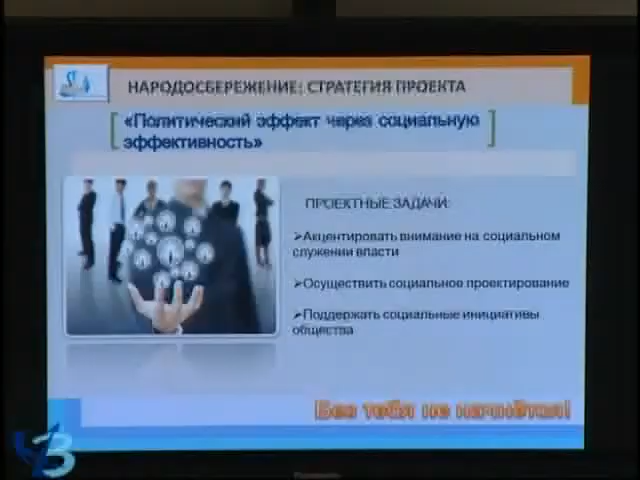 НАРОДОСБЕРЕЖЕНИЕ: СТРАТЕГИЯ ПРОЕКТА
«Политический эффект через социальную
эффективность»
ПРОЕКТНЫЕ ЗАДАЧИ:
➢Акцентировать внимание на социальном
служении власти
➢Осуществить социальное проектирование
➢Поддержать социальные инициативы
общества
Без тебя не начнётся!